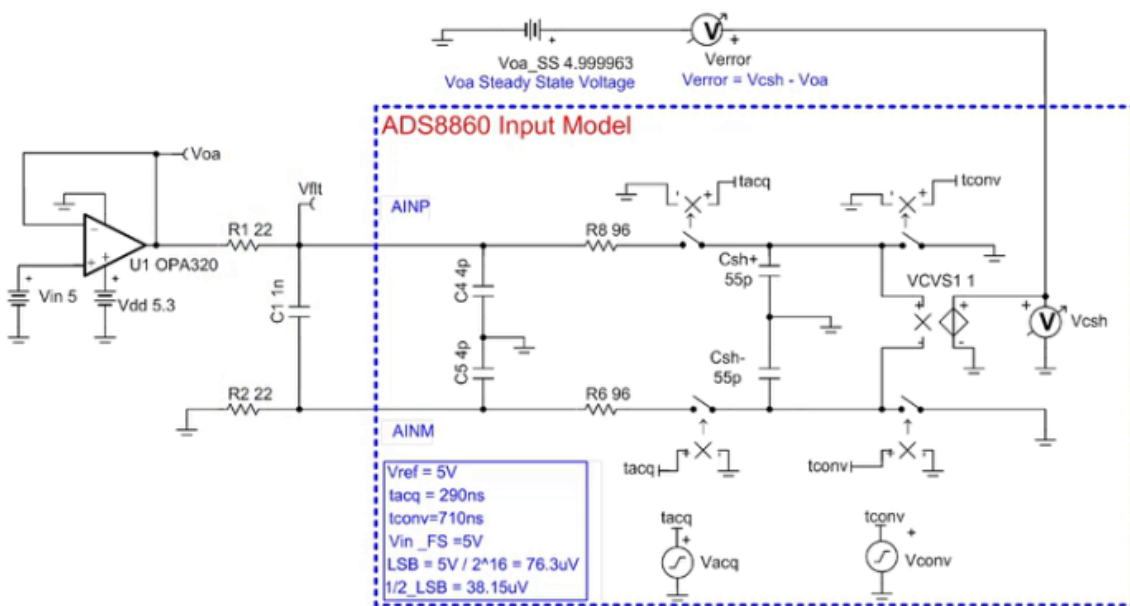 Voa_SS 4.999963
Voa Steady State Voltage
V
+
Verror
Verror = Vcsh - Voa
ADS8860 Input Model
Voa
Vflt
AINP
tacq
tconv
R1 22
R8 96
U1 OPA320
Vin 5
Vdd 5.3
C1 1n
C4 4p
Csh+
55p
VCVS1 1
V
Vcsh
C5 4p
Csh-
55p
R2 22
R6 96
AINM
tacq
tconv
Vref = 5V
tacq = 290ns
tconv=710ns
Vin _FS =5V
LSB = 5V / 2^16 = 76.3uV
1/2_LSB = 38.15uV
tacq
Vacq
tconv
Vconv